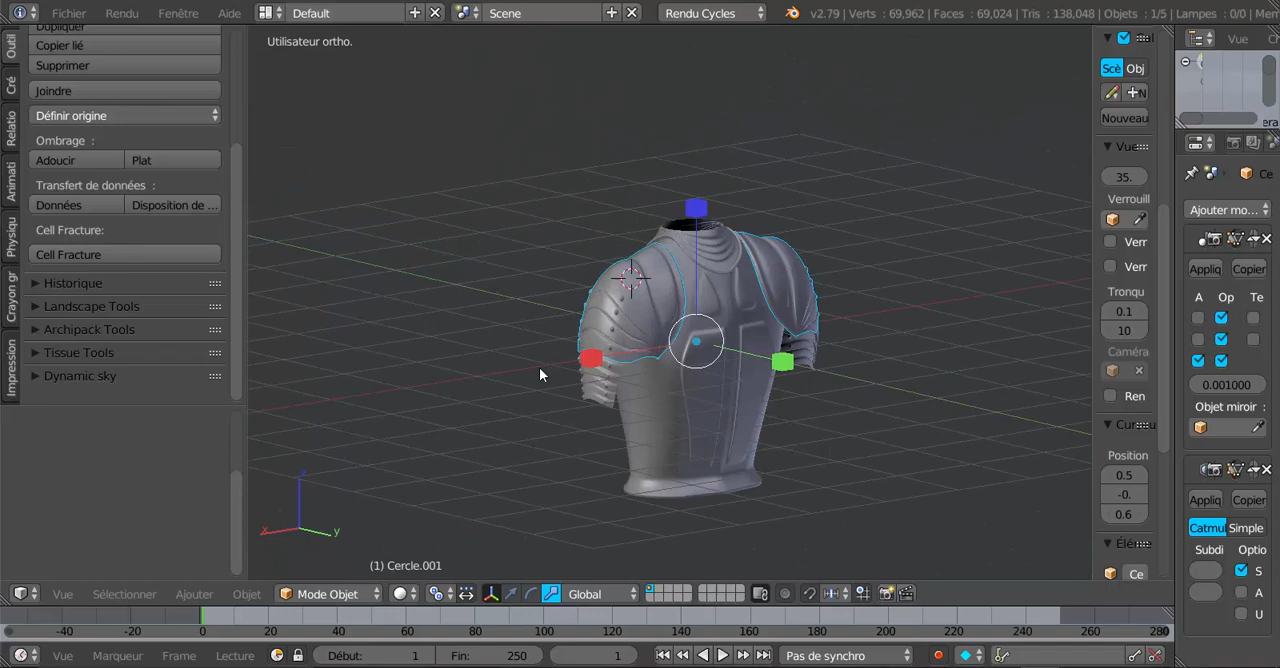 Fichier Rendu Fenêtre Aide Default Scene Rendu Cycles v2.79 | Verts : 69,962 | Faces : 69,024 | Tris : 138,048 | Objets : 1/5 | Lampes : 0/0 |
Utilisateur ortho.
Outil
Cré
Relatio
Animati
Physiqu
Crayon gr
Impression
Dupliquer
Copier lié
Supprimer
Joindre
Définir origine
Ombrage :
Adoucir Plat
Transfert de données :
Données Disposition de ...
Cell Fracture:
Cell Fracture
Historique
Landscape Tools
Archipack Tools
Tissue Tools
Dynamic sky
z
x
y
(1) Cercle.001
Scè Obj
N
Nouveau
Vue
35.
Verrouill
Verr
Verr
Tronqu
0.1
10
Caméra
Ren
Curseu
Position
0.5
-0.
0.6
Élé
Ce
Vue
era
Ce
Ajouter mo...
Appliq Copier
A Op Te
0.001000
Objet miroir :
Appliq Copier
Catmu Simple
Subdi Optio
S
A
U
Vue Sélectionner Ajouter Objet Mode Objet Global
-40 -20 0 20 40 60 80 100 120 140 160 180 200 220 240 260 280
Vue Marqueur Frame Lecture Début: 1 Fin: 250 1 Pas de synchro